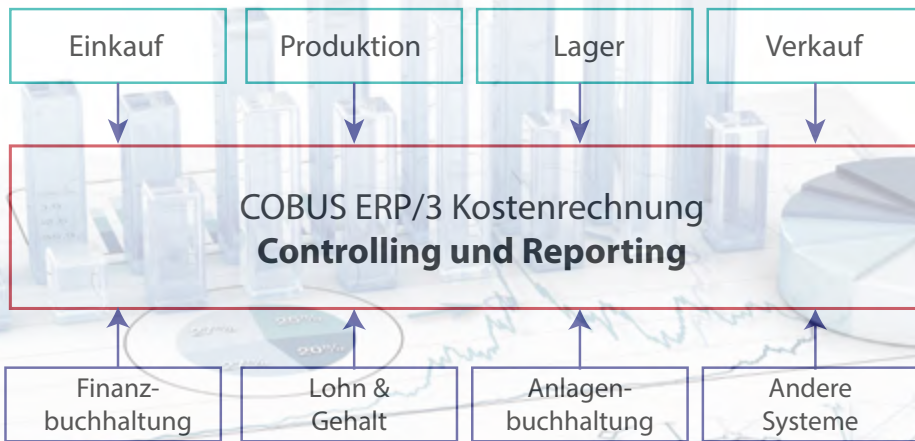 Einkauf
Produktion
Lager
Verkauf
COBUS ERP/3 Kostenrechnung
Controlling und Reporting
Finanz-
buchhaltung
Lohn &
Gehalt
Anlagen-
buchhaltung
Andere
Systeme
20%